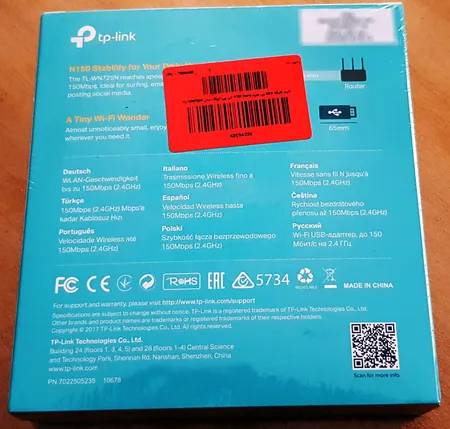 tp-link
N150 Stability for Your Da
The TL-WN725N reaches spee
150Mbps, ideal for surfing, ema
posting social media.
Router
A Tiny Wi-Fi Wonder
Almost unnoticeably small, enjoy
wherever you need it.
65mm
Deutsch
WLAN-Geschwindigkeit
bis zu 150Mbps (2.4GHz)
Italiano
Trasmissione Wireless fino a
150Mbps (2.4GHz)
Français
Vitesse sans fil N jusqu'à
150Mbps (2.4GHz)
Türkçe
150Mbps (2.4GHz) Mbps'e
kadar Kablosuz Hızı
Español
Velocidad Wireless hasta
150Mbps (2.4GHz)
Čeština
Rychlost bezdrátového
přenosu až 150Mbps (2.4GHz)
Português
Velocidade Wireless até
150Mbps (2.4GHz)
Polski
Szybkość łącza bezprzewodowego
150Mbps (2.4GHz)
Русский
Wi-Fi USB-адаптер, до 150
Мбит/с на 2.4 ГГц
FC CE RoHS EAC 5734 RECYCLABLE MADE IN CHINA
For support and warranty, please visit http://www.tp-link.com/support
Specifications are subject to change without notice. TP-Link is a registered trademark of TP-Link Technologies Co., Ltd.
Other brands and product names are trademarks or registered trademarks of their respective holders.
Copyright © 2017 TP-Link Technologies Co., Ltd. All rights reserved.
TP-Link Technologies Co., Ltd.
Building 24 (floors 1, 3, 4, 5) and 28 (floors 1-4) Central Science
and Technology Park, Shennan Rd, Nanshan, Shenzhen, China
www.tp-link.com
Scan for more info.
PN:7022505235 10678